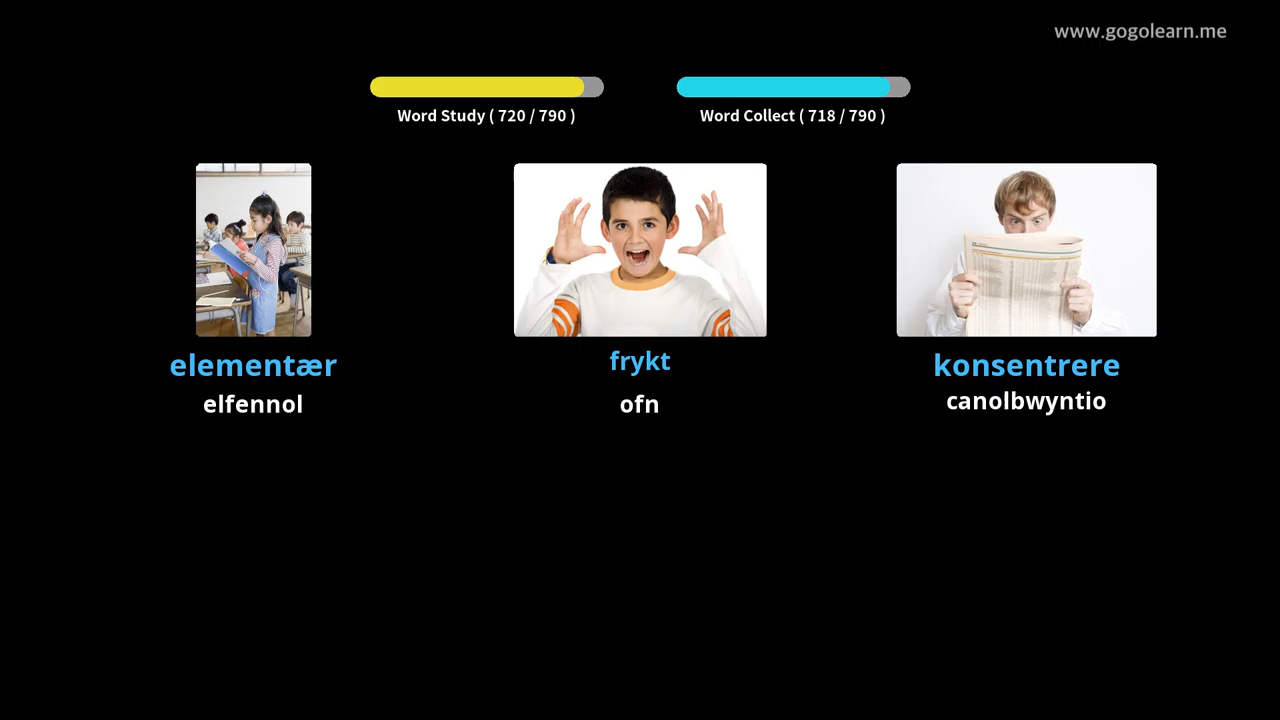 www.gogolearn.me
Word Study ( 720 / 790 )
Word Collect ( 718 / 790 )
elementær
elfennol
frykt
ofn
konsentrere
canolbwyntio